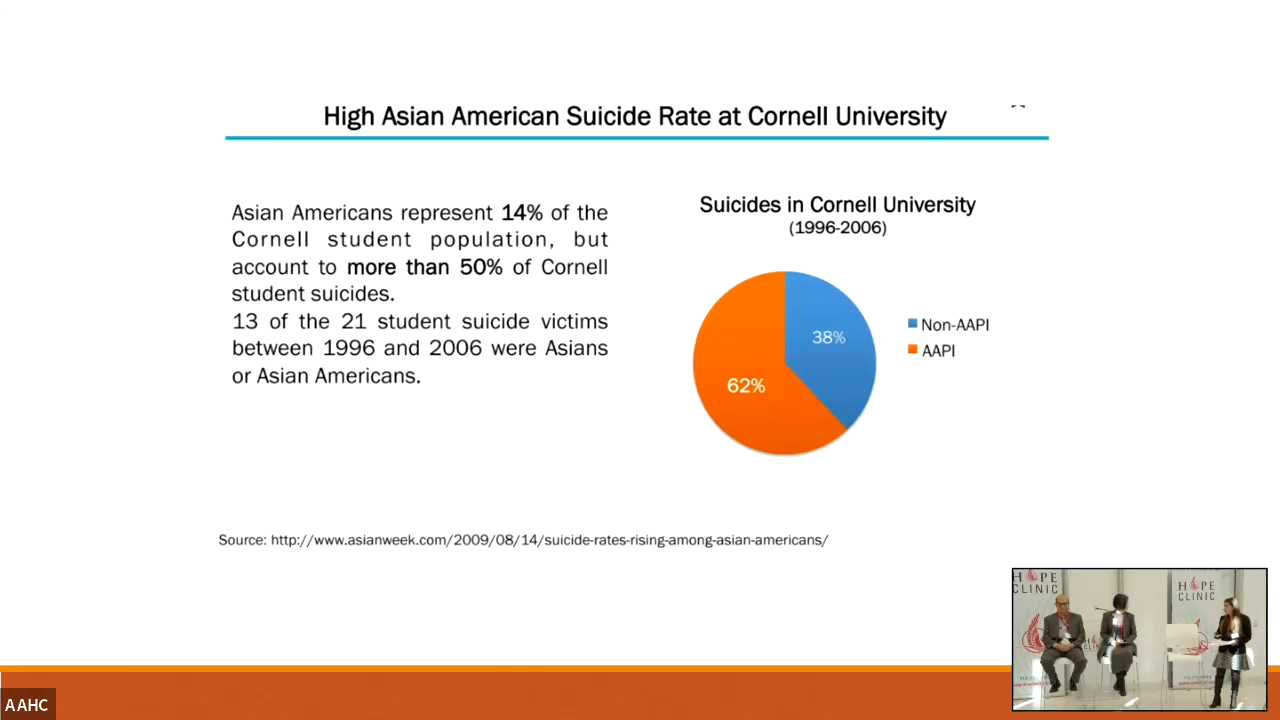 High Asian American Suicide Rate at Cornell University
Asian Americans represent 14% of the
Cornell student population, but
account to more than 50% of Cornell
student suicides.
13 of the 21 student suicide victims
between 1996 and 2006 were Asians
or Asian Americans.
Suicides in Cornell University
(1996-2006)
38%
62%
Non-AAPI
AAPI
Source: http://www.asianweek.com/2009/08/14/suicide-rates-rising-among-asian-americans/
HOPE
CLINIC
HOPE
CLINIC
AAHC